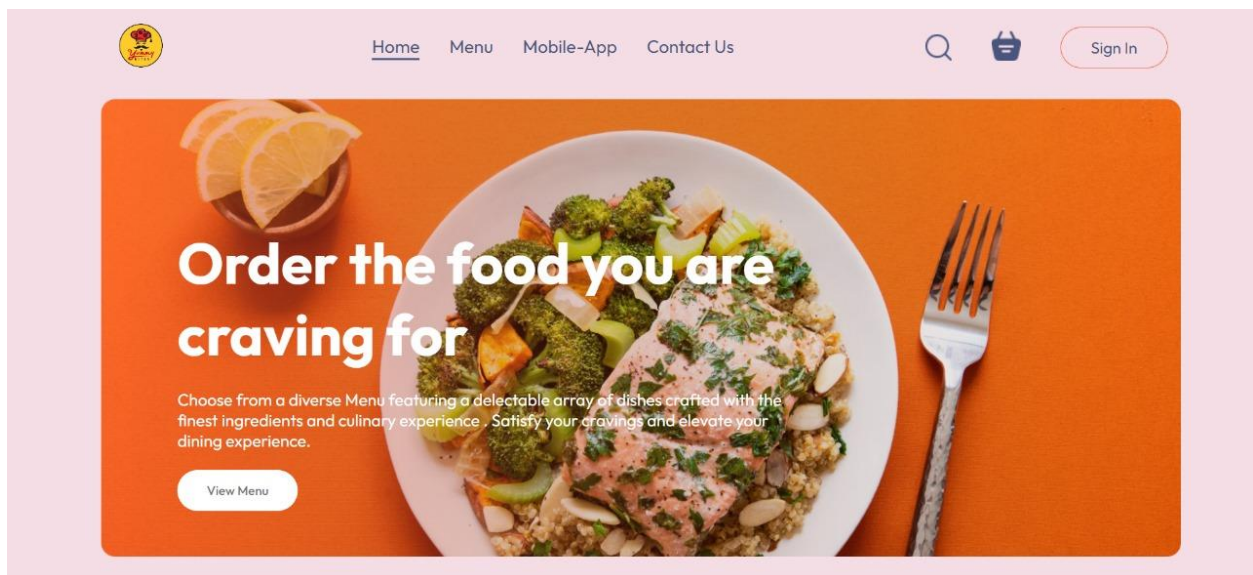 Yummy
Home Menu Mobile-App Contact Us
Sign In
Order the food you are
craving for
Choose from a diverse Menu featuring a delectable array of dishes crafted with the
finest ingredients and culinary experience . Satisfy your cravings and elevate your
dining experience.
View Menu